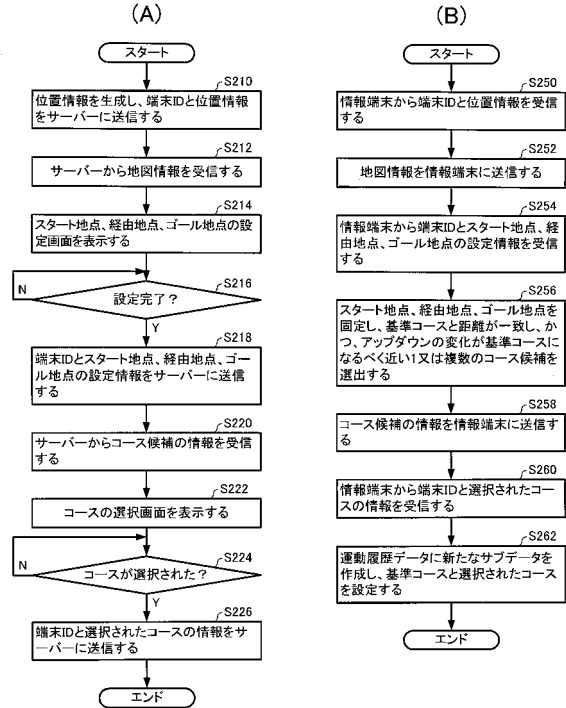 (A)
スタート
S210
位置情報を生成し、端末IDと位置情報
をサーバーに送信する
S212
サーバーから地図情報を受信する
S214
スタート地点、経由地点、ゴール地点の設
定画面を表示する
S216
N
設定完了？
Y
S218
端末IDとスタート地点、経由地点、ゴー
ル地点の設定情報をサーバーに送信
する
S220
サーバーからコース候補の情報を受信
する
S222
コースの選択画面を表示する
S224
N
コースが選択された？
Y
S226
端末IDと選択されたコースの情報をサ
ーバーに送信する
エンド
(B)
スタート
S250
情報端末から端末IDと位置情報を受信
する
S252
地図情報を情報端末に送信する
S254
情報端末から端末IDとスタート地点、経
由地点、ゴール地点の設定情報を受信
する
S256
スタート地点、経由地点、ゴール地点を
固定し、基準コースと距離が一致し、か
つ、アップダウンの変化が基準コースに
なるべく近い1又は複数のコース候補を
選出する
S258
コース候補の情報を情報端末に送信す
る
S260
情報端末から端末IDと選択されたコー
スの情報を受信する
S262
運動履歴データに新たなサブデータを
作成し、基準コースと選択されたコース
を設定する
エンド